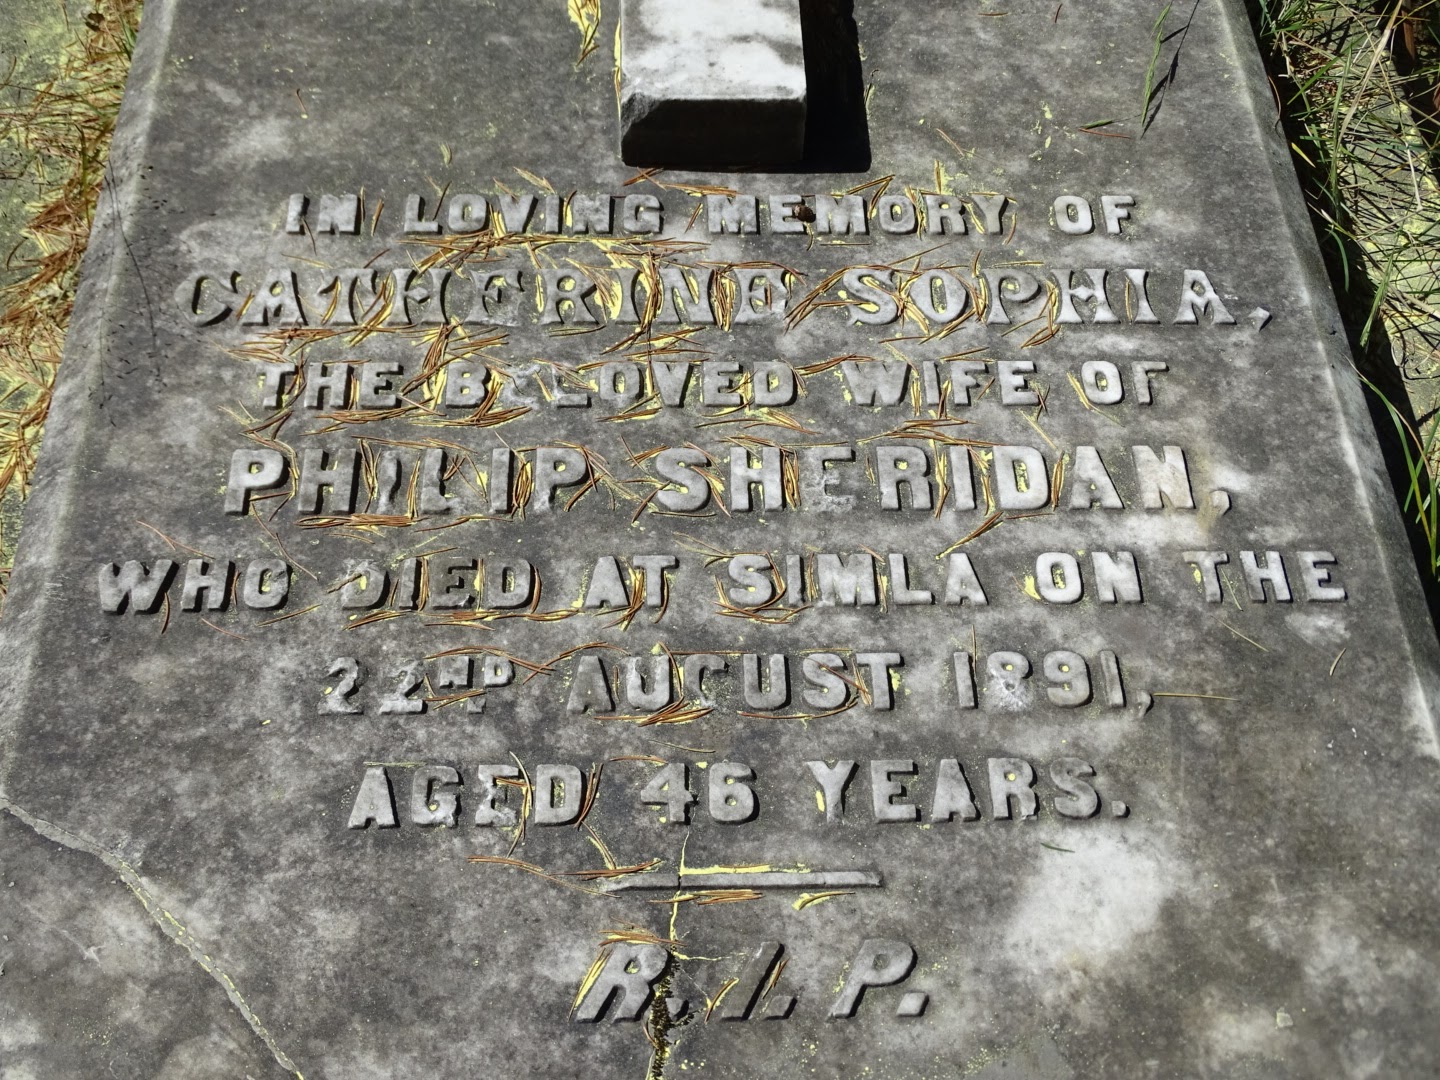 IN LOVING MEMORY OF
CATHERINE SOPHIA,
THE BELOVED WIFE OF
PHILIP SHERIDAN,
WHO DIED AT SIMLA ON THE
22ND AUGUST 1891,
AGED 46 YEARS.
R.I.P.